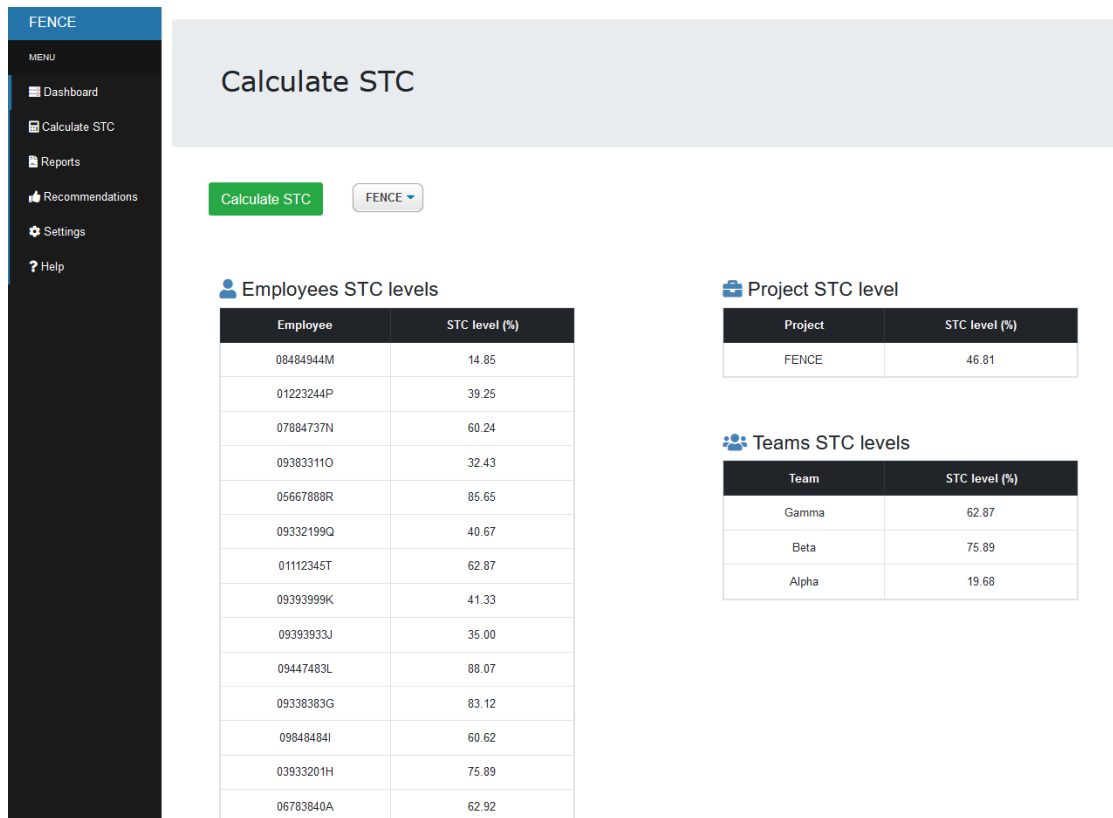 FENCE
MENU
Dashboard
Calculate STC
Reports
Recommendations
Settings
Help
Calculate STC
Calculate STC
FENCE
Employees STC levels
Employee STC level (%)
08484944M 14.85
01223244P 39.25
07884737N 60.24
09383311O 32.43
05667888R 85.65
09332199Q 40.67
01112345T 62.87
09393999K 41.33
09393933J 35.00
09447483L 88.07
09338383G 83.12
09848484I 60.62
03933201H 75.89
06783840A 62.92
Project STC level
Project STC level (%)
FENCE 46.81
Teams STC levels
Team STC level (%)
Gamma 62.87
Beta 75.89
Alpha 19.68